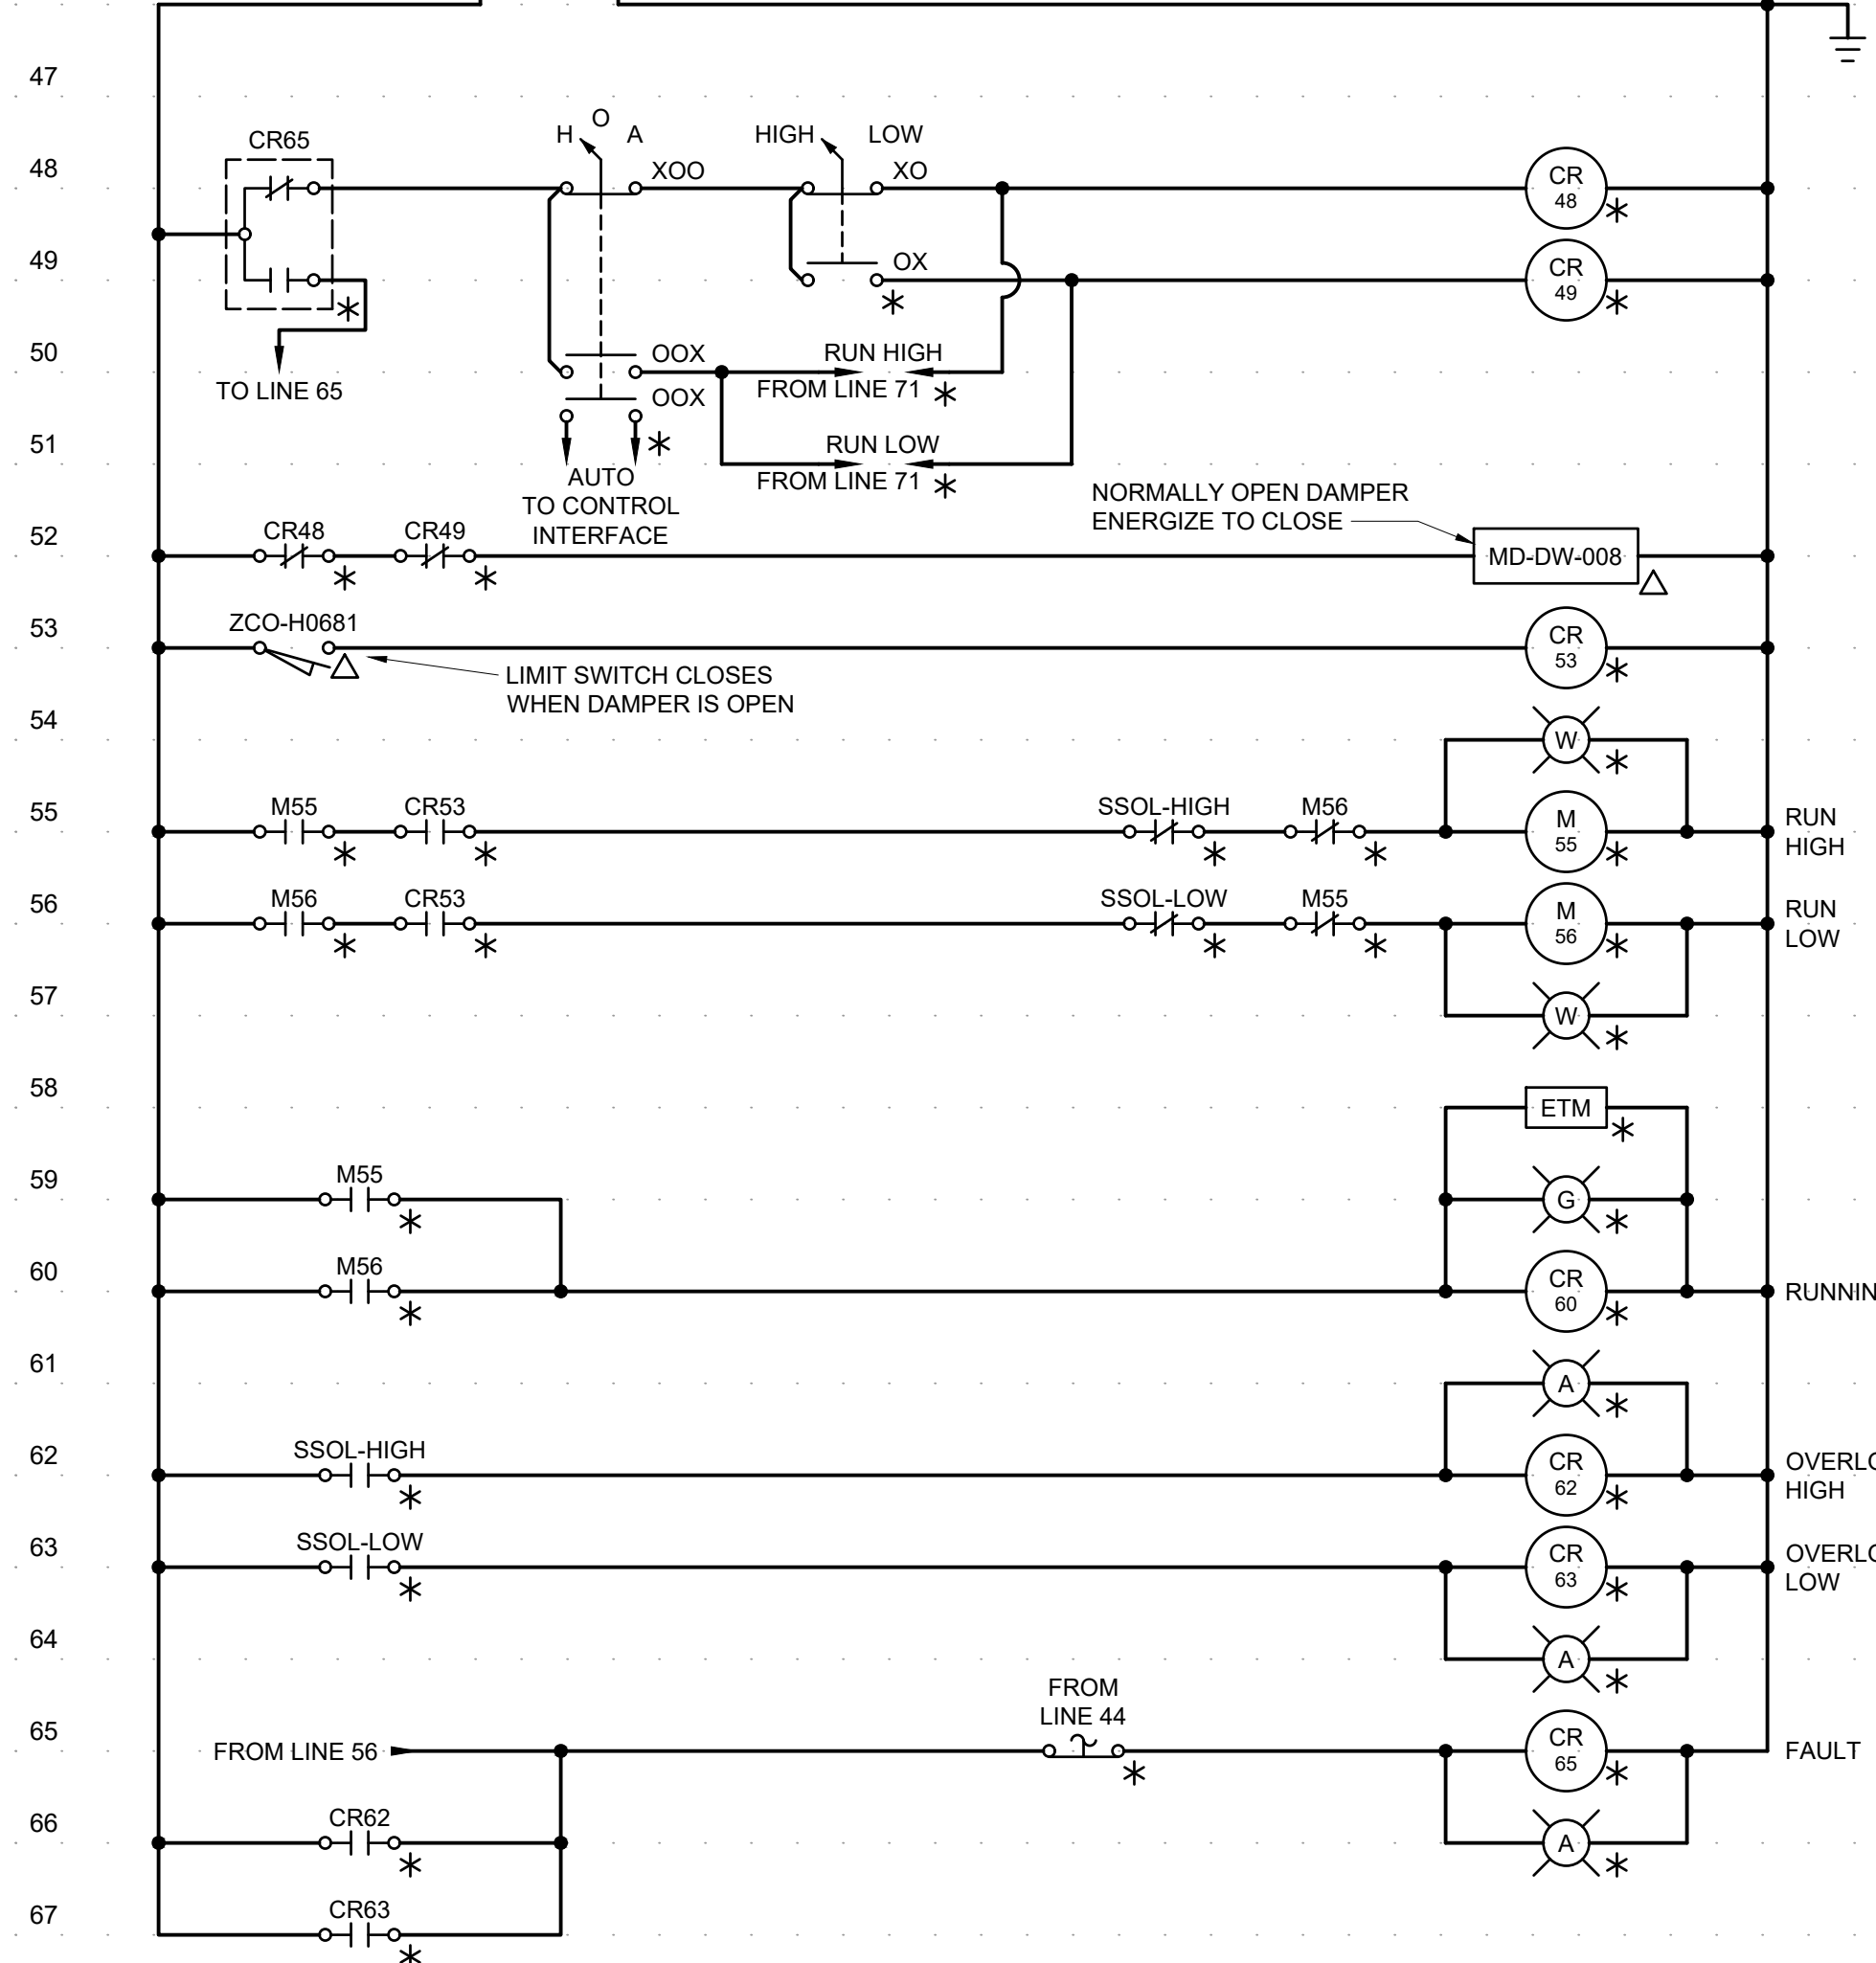 47
H O A
HIGH LOW
CR65
XOO
XO
48
CR
48
49
OX
CR
49
50
OOX
RUN HIGH
TO LINE 65
FROM LINE 71
OOX
51
RUN LOW
AUTO
FROM LINE 71
TO CONTROL
INTERFACE
NORMALLY OPEN DAMPER
ENERGIZE TO CLOSE
52
CR48
CR49
MD-DW-008
53
ZCO-H0681
CR
53
LIMIT SWITCH CLOSES
WHEN DAMPER IS OPEN
54
W
55
M55
CR53
SSOL-HIGH
M56
M
55
RUN
HIGH
56
M56
CR53
SSOL-LOW
M55
M
56
RUN
LOW
57
W
58
ETM
59
M55
G
60
M56
CR
60
RUNNIN
61
A
62
SSOL-HIGH
CR
62
OVERLO
HIGH
63
SSOL-LOW
CR
63
OVERLO
LOW
64
A
65
FROM LINE 56
FROM
LINE 44
CR
65
FAULT
66
CR62
A
67
CR63